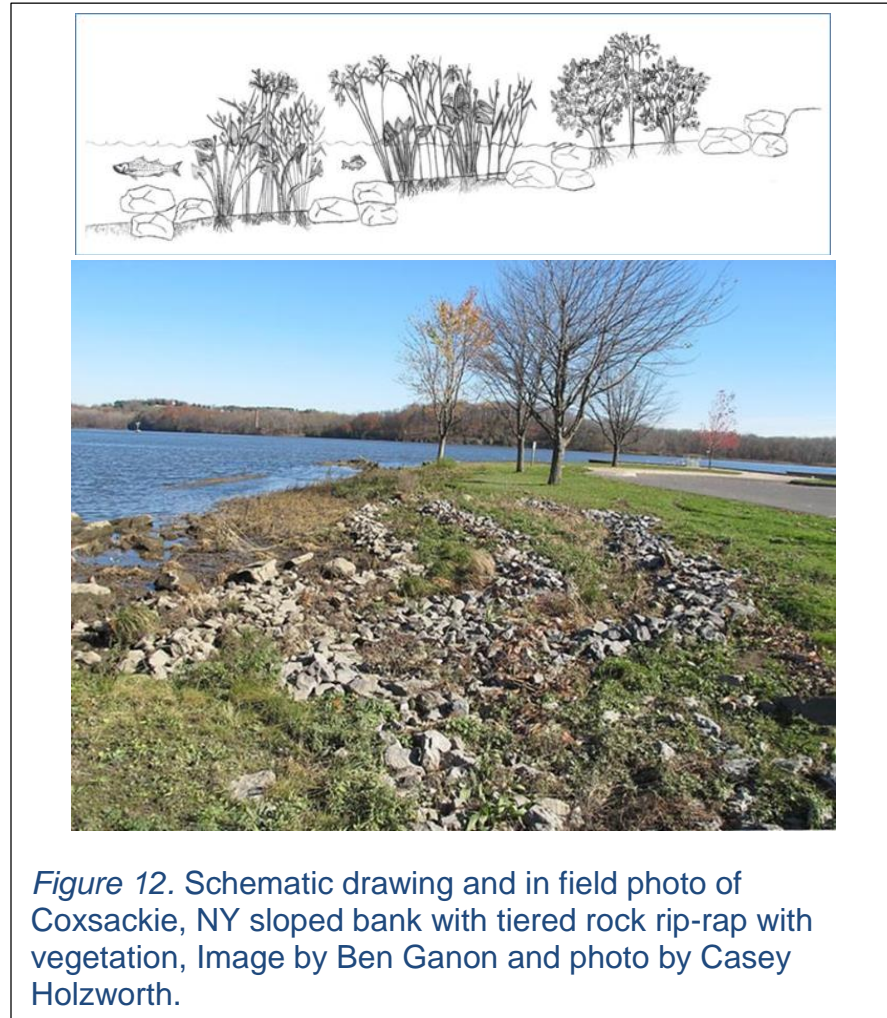 Figure 12. Schematic drawing and in field photo of
Coxsackie, NY sloped bank with tiered rock rip-rap with
vegetation, Image by Ben Ganon and photo by Casey
Holzworth.